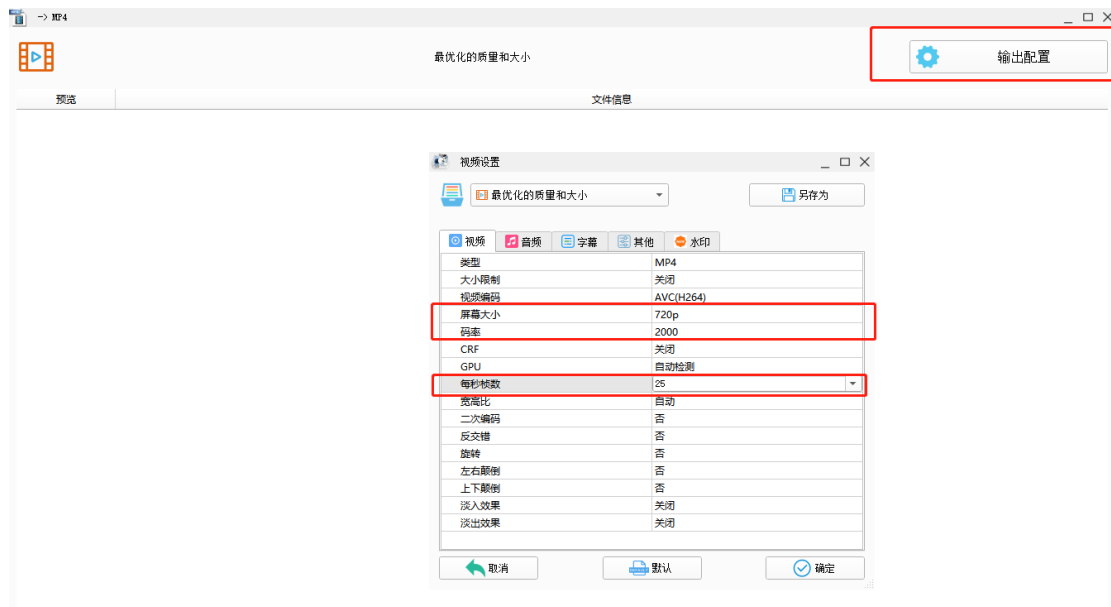 -> MP4
最优化的质量和大小
输出配置
预览 文件信息
视频设置
最优化的质量和大小 另存为
视频 音频 字幕 其他 水印
类型 MP4
大小限制 关闭
视频编码 AVC(H264)
屏幕大小 720p
码率 2000
CRF 关闭
GPU 自动检测
每秒桢数 25
宽高比 自动
二次编码 否
反交错 否
旋转 否
左右颠倒 否
上下颠倒 否
淡入效果 关闭
淡出效果 关闭
取消 默认 确定